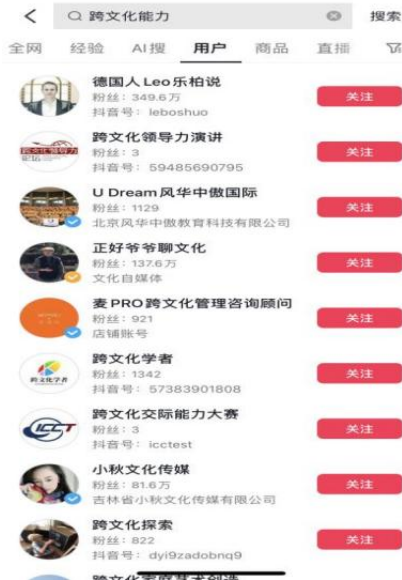 跨文化能力
搜索
全网 经验 AI搜 用户 商品 直播
德国人Leo乐柏说
粉丝：349.6万
抖音号：leboshuo
关注
跨文化领导力演讲
粉丝：3
抖音号：59485690795
关注
U Dream风华中傲国际
粉丝：1129
北京风华中傲教育科技有限公司
关注
正好爷爷聊文化
粉丝：137.6万
文化自媒体
关注
麦PRO跨文化管理咨询顾问
粉丝：921
店铺账号
关注
跨文化学者
跨文化学者
粉丝：1342
抖音号：57383901808
关注
ICCT
跨文化交际能力大赛
粉丝：3
抖音号：icctest
关注
小秋文化传媒
粉丝：81.6万
吉林省小秋文化传媒有限公司
关注
跨文化探索
粉丝：822
抖音号：dyi9zadobnq9
关注